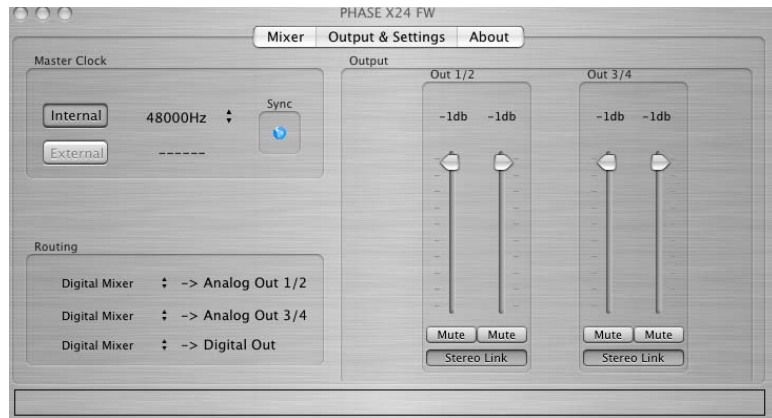 PHASE X24 FW
Mixer Output & Settings About
Master Clock
Internal 48000Hz Sync
External ------
Routing
Digital Mixer -> Analog Out 1/2
Digital Mixer -> Analog Out 3/4
Digital Mixer -> Digital Out
Output
Out 1/2
-1db -1db
Mute Mute
Stereo Link
Out 3/4
-1db -1db
Mute Mute
Stereo Link